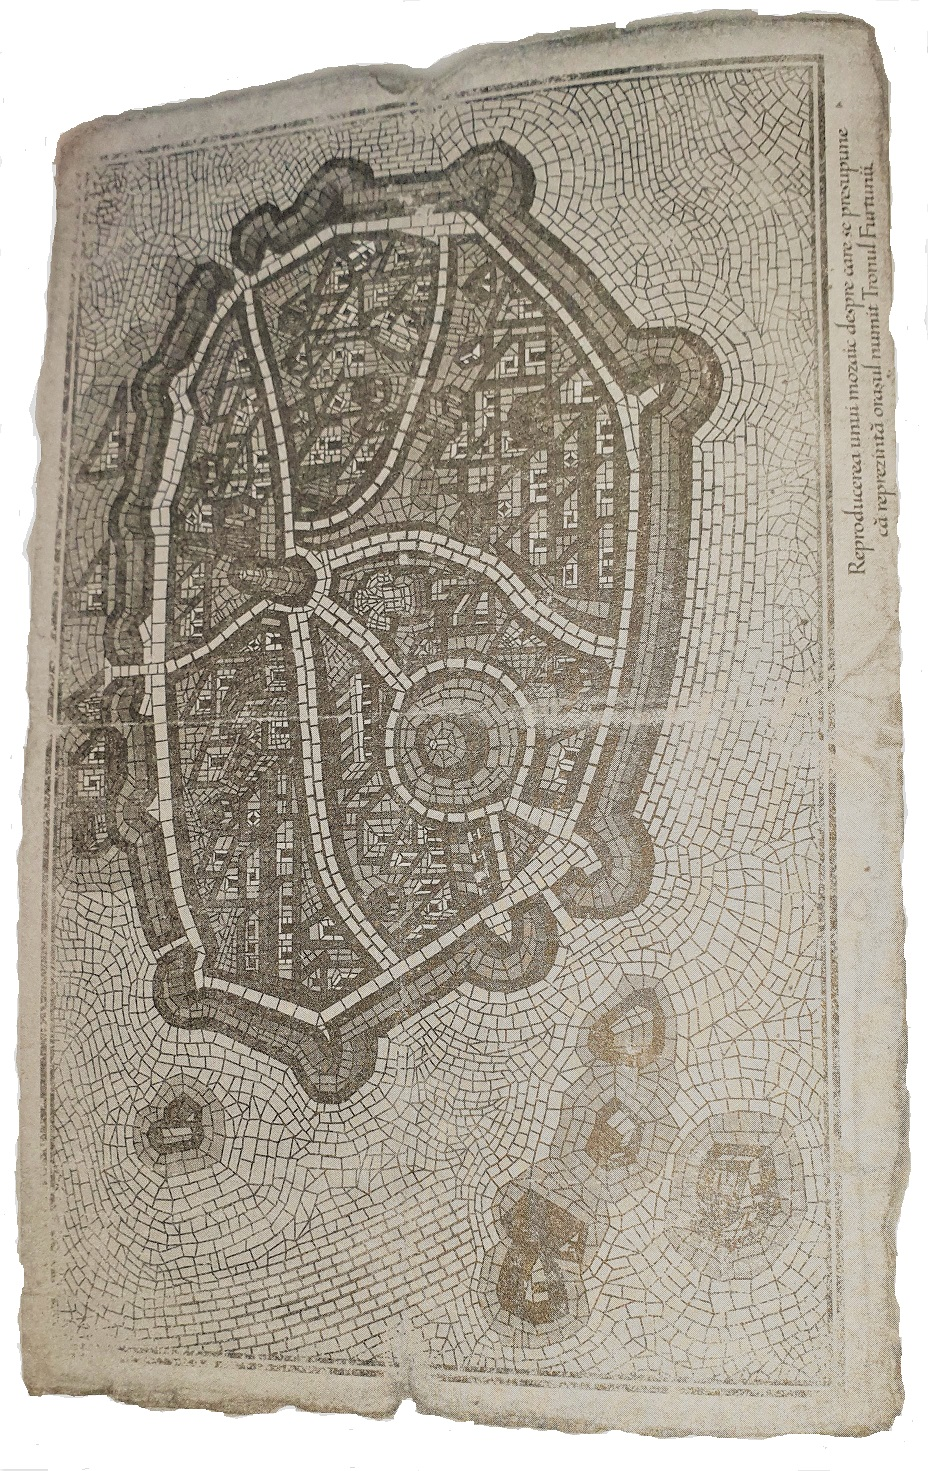 Reproducerea unui mozaic despre care se presupune
că reprezintă orașul numit Tronul Furtunii